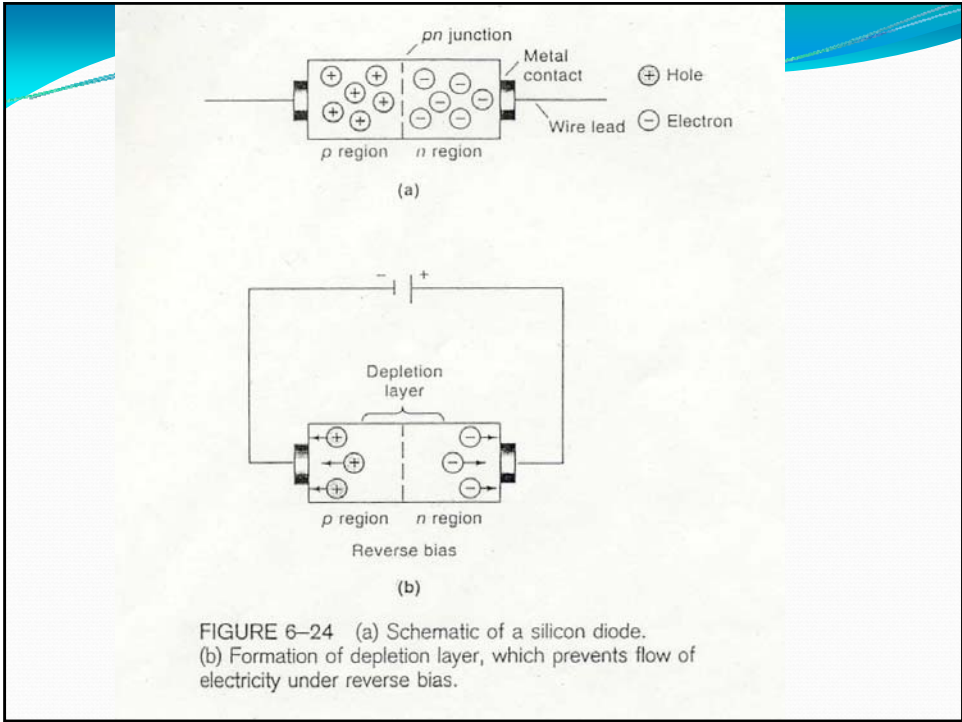 pn junction
Metal
contact
⊕ Hole
Wire lead
⊖ Electron
p region n region
(a)
− +
Depletion
layer
p region n region
Reverse bias
(b)
FIGURE 6–24 (a) Schematic of a silicon diode.
(b) Formation of depletion layer, which prevents flow of
electricity under reverse bias.